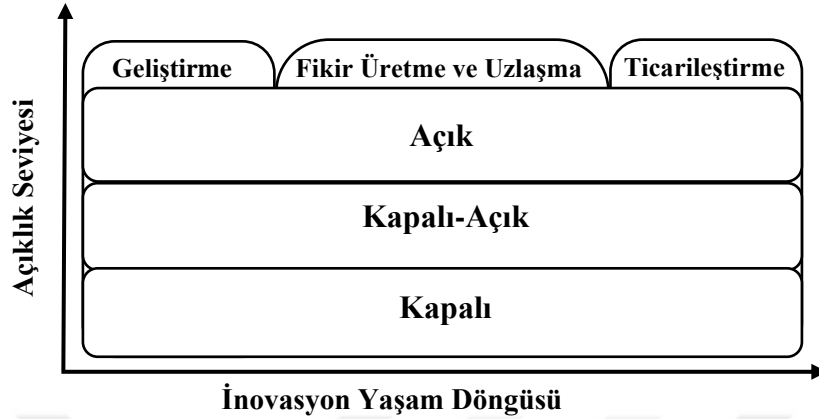 Geliştirme
Fikir Üretme ve Uzlaşma
Ticarileştirme
Açık
Kapalı-Açık
Kapalı
Açıklık Seviyesi
İnovasyon Yaşam Döngüsü